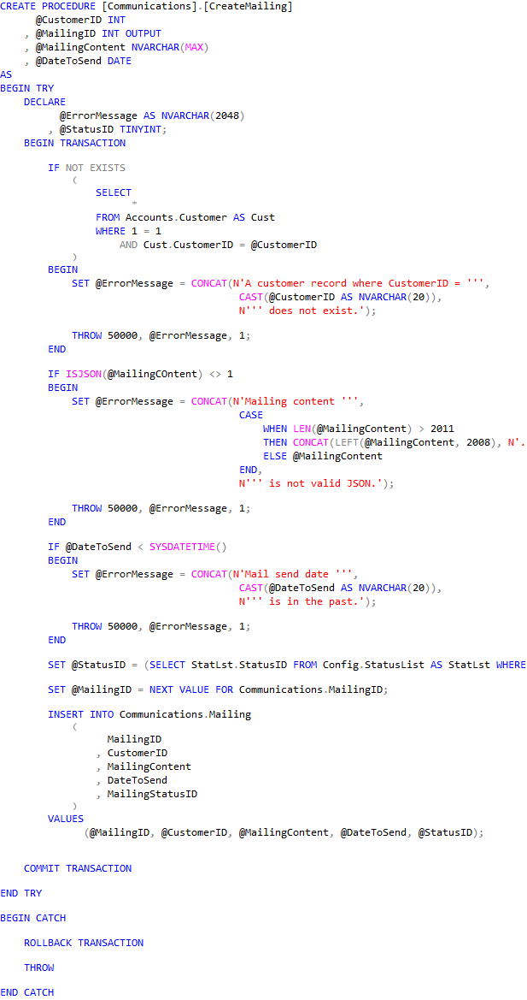 CREATE PROCEDURE [Communications].[CreateMailing]
@CustomerID INT
, @MailingID INT OUTPUT
, @MailingContent NVARCHAR(MAX)
, @DateToSend DATE
AS
BEGIN TRY
DECLARE
@ErrorMessage AS NVARCHAR(2048)
, @StatusID TINYINT;
BEGIN TRANSACTION
IF NOT EXISTS
(
SELECT
*
FROM Accounts.Customer AS Cust
WHERE 1 = 1
AND Cust.CustomerID = @CustomerID
)
BEGIN
SET @ErrorMessage = CONCAT(N'A customer record where CustomerID = ''',
CAST(@CustomerID AS NVARCHAR(20)),
N''' does not exist.');
THROW 50000, @ErrorMessage, 1;
END
IF ISJSON(@MailingCOntent) <> 1
BEGIN
SET @ErrorMessage = CONCAT(N'Mailing content ''',
CASE
WHEN LEN(@MailingContent) > 2011
THEN CONCAT(LEFT(@MailingContent, 2008), N'.
ELSE @MailingContent
END,
N''' is not valid JSON.');
THROW 50000, @ErrorMessage, 1;
END
IF @DateToSend < SYSDATETIME()
BEGIN
SET @ErrorMessage = CONCAT(N'Mail send date ''',
CAST(@DateToSend AS NVARCHAR(20)),
N''' is in the past.');
THROW 50000, @ErrorMessage, 1;
END
SET @StatusID = (SELECT StatLst.StatusID FROM Config.StatusList AS StatLst WHERE
SET @MailingID = NEXT VALUE FOR Communications.MailingID;
INSERT INTO Communications.Mailing
(
MailingID
, CustomerID
, MailingContent
, DateToSend
, MailingStatusID
)
VALUES
(@MailingID, @CustomerID, @MailingContent, @DateToSend, @StatusID);
COMMIT TRANSACTION
END TRY
BEGIN CATCH
ROLLBACK TRANSACTION
THROW
END CATCH